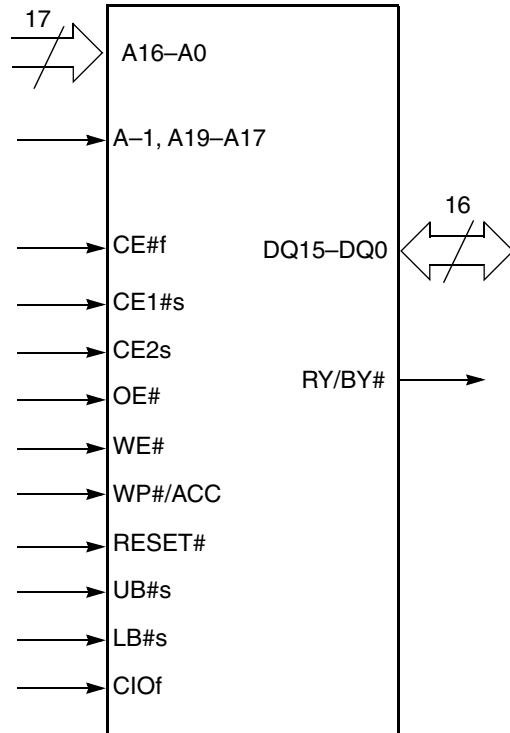 17
A16–A0
A–1, A19–A17
16
CE#f
DQ15–DQ0
CE1#s
CE2s
RY/BY#
OE#
WE#
WP#/ACC
RESET#
UB#s
LB#s
CIOf